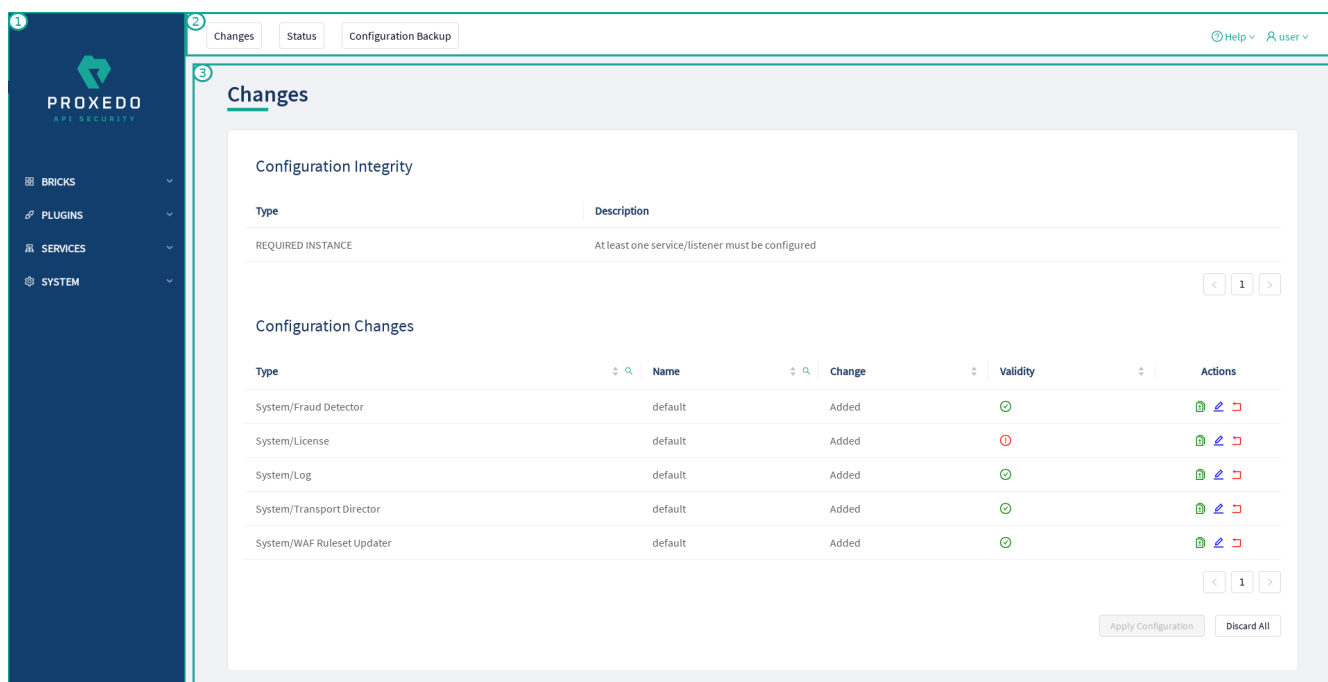 1
2
Changes Status Configuration Backup Help user
3
PROXEDO
API SECURITY
BRICKS
PLUGINS
SERVICES
SYSTEM
Changes
Configuration Integrity
Type Description
REQUIRED INSTANCE At least one service/listener must be configured
< 1 >
Configuration Changes
Type Name Change Validity Actions
System/Fraud Detector default Added
System/License default Added
System/Log default Added
System/Transport Director default Added
System/WAF Ruleset Updater default Added
< 1 >
Apply Configuration Discard All